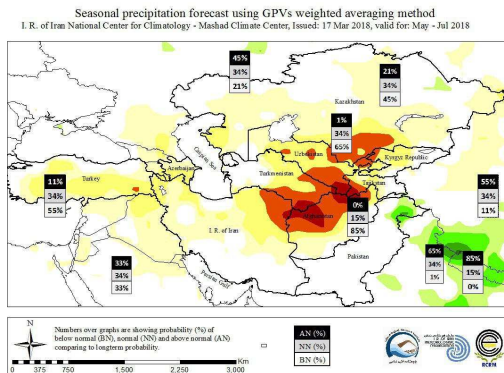 Seasonal precipitation forecast using GPVs weighted averaging method
I. R. of Iran National Center for Climatology - Mashad Climate Center, Issued: 17 Mar 2018, valid for: May - Jul 2018
45%
34%
21%
21%
34%
45%
Kazakhstan
1%
34%
65%
Caspian Sea
Uzbekistan
Kyrgyz Republic
Azerbaijan
Turkmenistan
Tajikistan
Turkey
11%
34%
55%
55%
34%
11%
0%
15%
85%
Afghanistan
I. R. of Iran
Pakistan
33%
34%
33%
65%
34%
1%
85%
15%
0%
Persian Gulf
N
Numbers over graphs are showing probability (%) of
below normal (BN), normal (NN) and above normal (AN)
comparing to longterm probability.
AN (%)
NN (%)
BN (%)
0 375 750 1,500 2,250 3,000
Km
RCRM